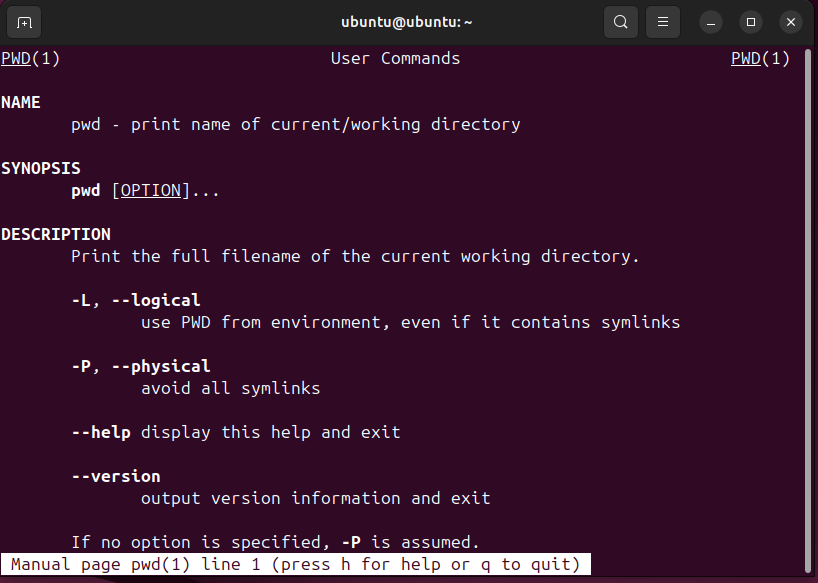 ubuntu@ubuntu: ~
PWD(1) User Commands PWD(1)
NAME
pwd - print name of current/working directory
SYNOPSIS
pwd [OPTION]...
DESCRIPTION
Print the full filename of the current working directory.
-L, --logical
use PWD from environment, even if it contains symlinks
-P, --physical
avoid all symlinks
--help display this help and exit
--version
output version information and exit
If no option is specified, -P is assumed.
Manual page pwd(1) line 1 (press h for help or q to quit)